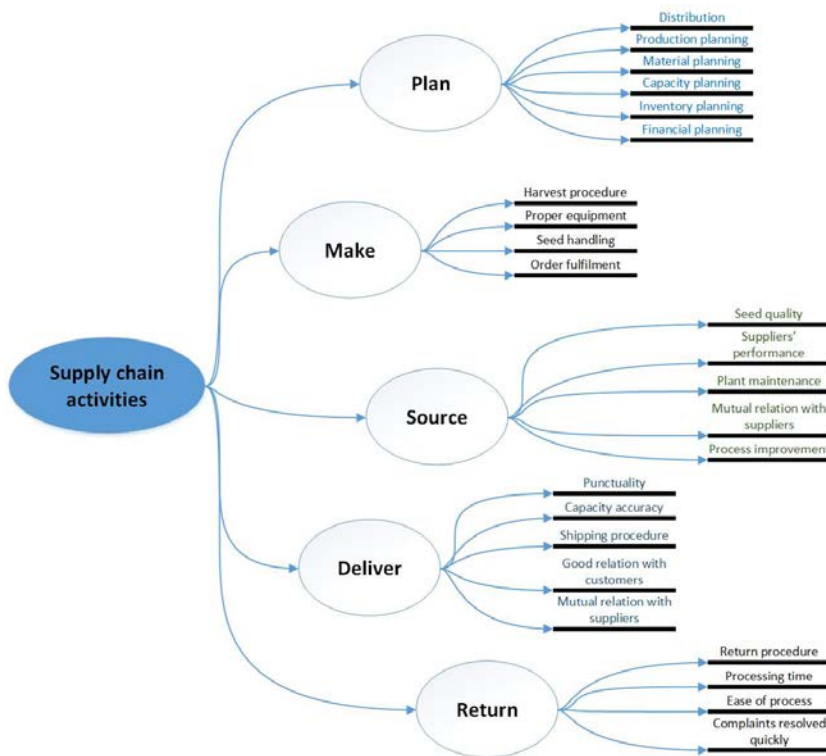 Supply chain
activities
Plan
Distribution
Production planning
Material planning
Capacity planning
Inventory planning
Financial planning
Make
Harvest procedure
Proper equipment
Seed handling
Order fulfilment
Source
Seed quality
Suppliers'
performance
Plant maintenance
Mutual relation with
suppliers
Process improvement
Deliver
Punctuality
Capacity accuracy
Shipping procedure
Good relation with
customers
Mutual relation with
suppliers
Return
Return procedure
Processing time
Ease of process
Complaints resolved
quickly